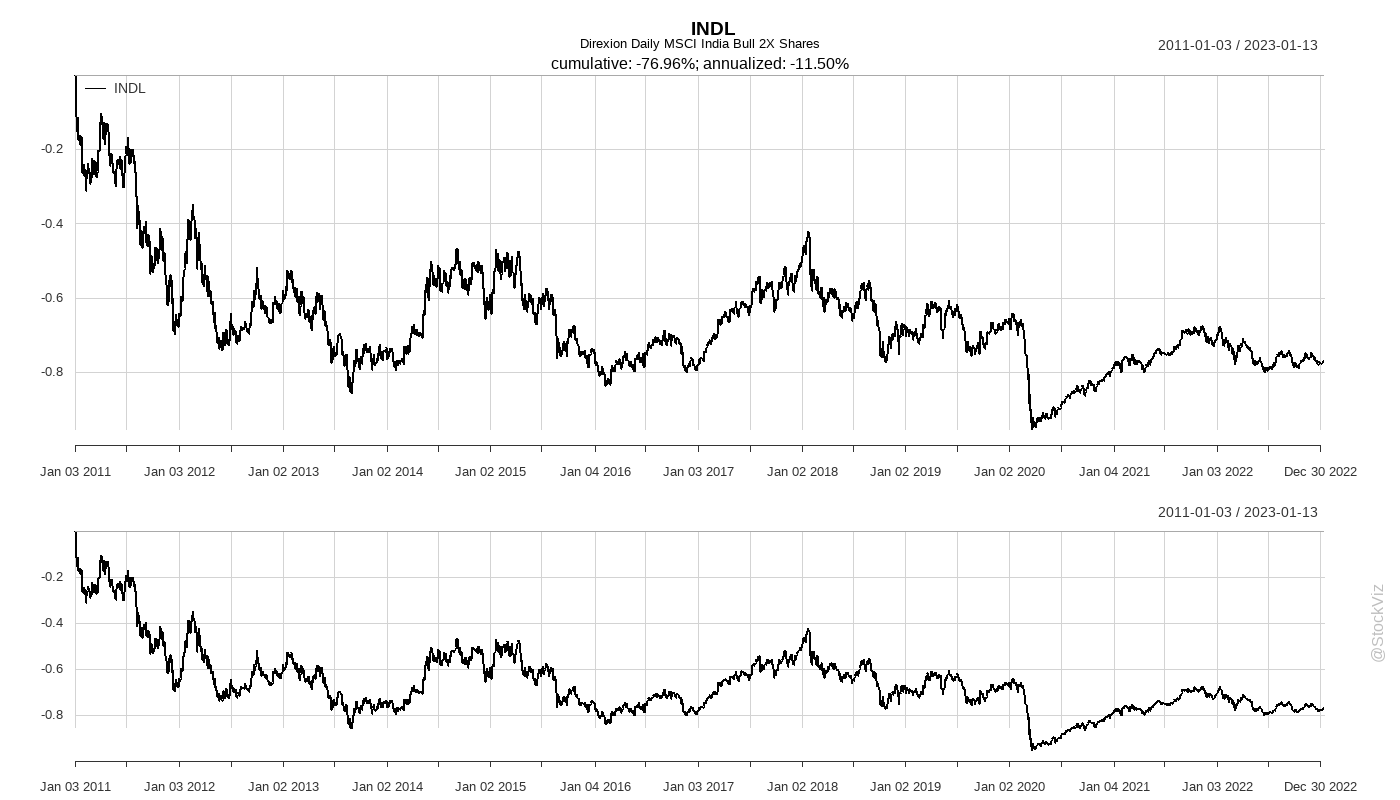 INDL
Direxion Daily MSCI India Bull 2X Shares
cumulative: -76.96%; annualized: -11.50%
2011-01-03 / 2023-01-13
INDL
-0.2
-0.4
-0.6
-0.8
Jan 03 2011 Jan 03 2012 Jan 02 2013 Jan 02 2014 Jan 02 2015 Jan 04 2016 Jan 03 2017 Jan 02 2018 Jan 02 2019 Jan 02 2020 Jan 04 2021 Jan 03 2022 Dec 30 2022
2011-01-03 / 2023-01-13
-0.2
-0.4
-0.6
-0.8
Jan 03 2011 Jan 03 2012 Jan 02 2013 Jan 02 2014 Jan 02 2015 Jan 04 2016 Jan 03 2017 Jan 02 2018 Jan 02 2019 Jan 02 2020 Jan 04 2021 Jan 03 2022 Dec 30 2022
@StockViz